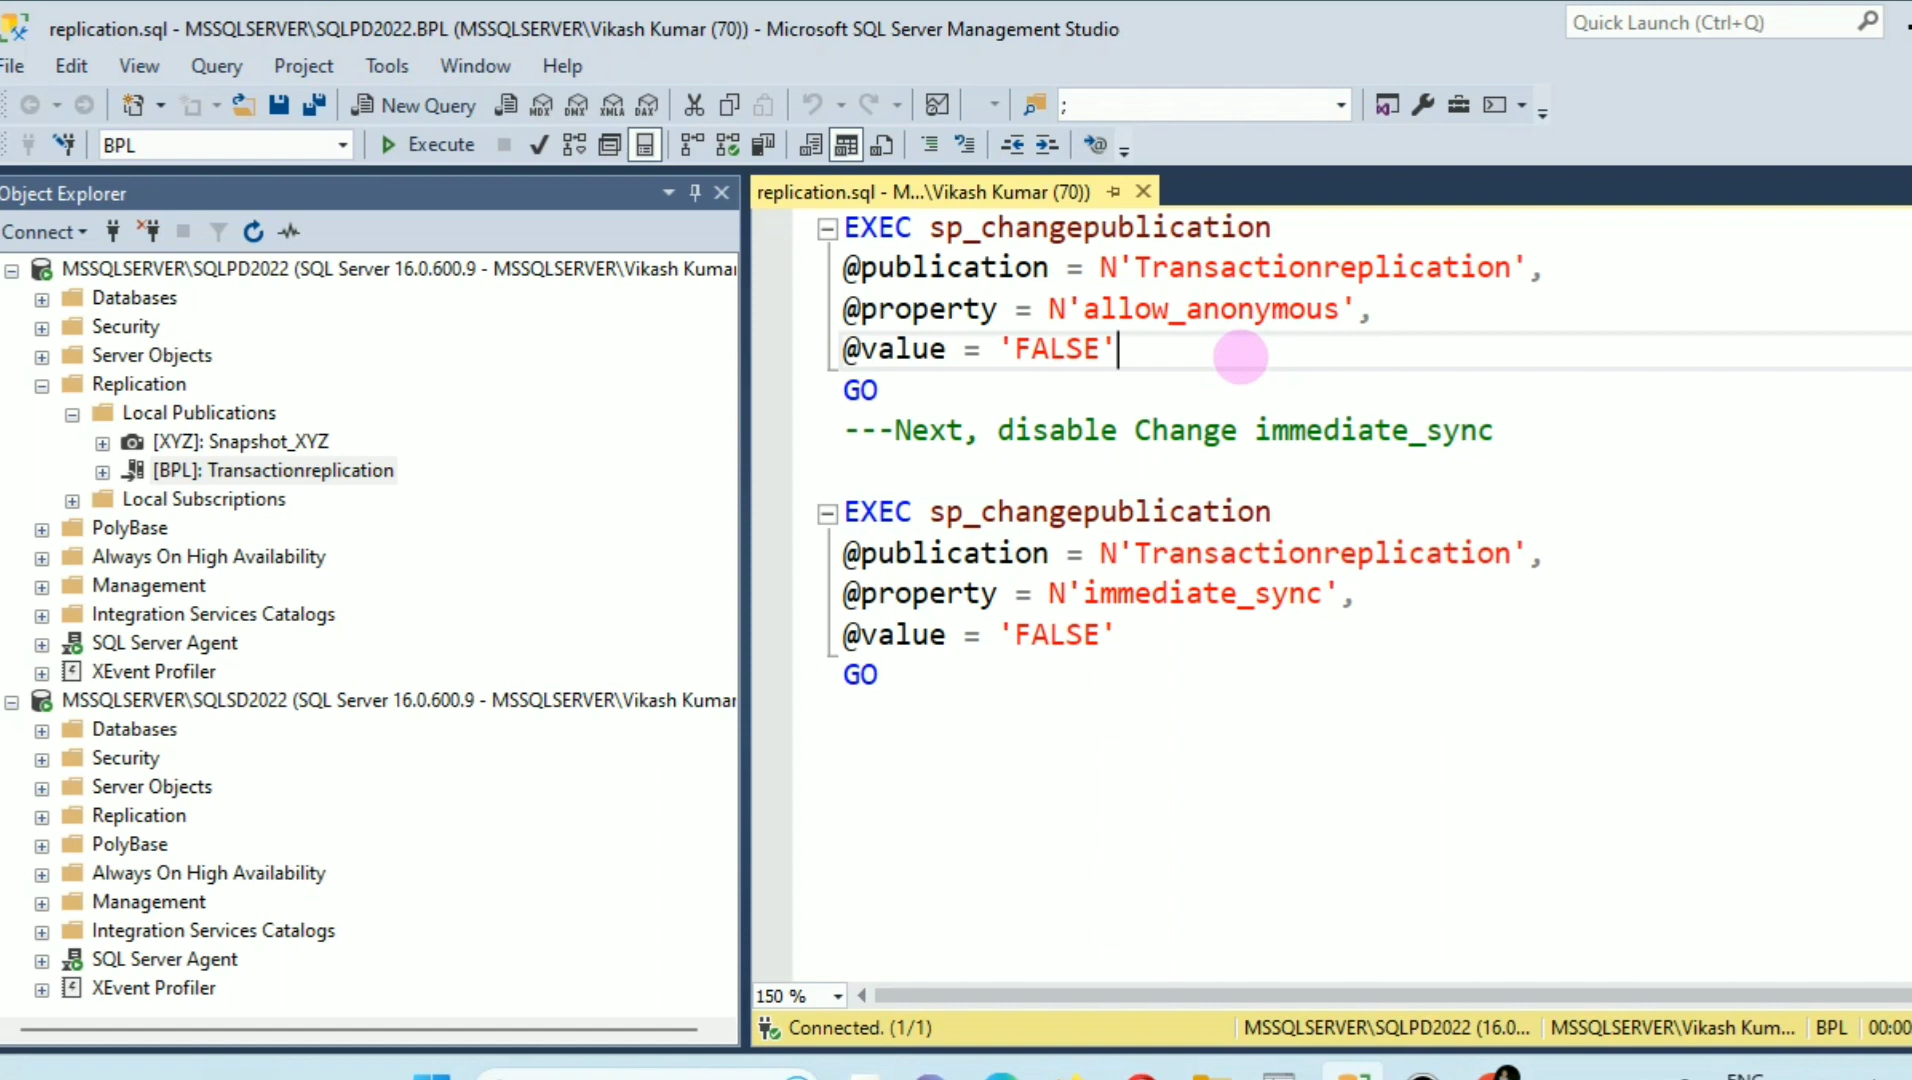 replication.sql - MSSQLSERVER\SQLPD2022.BPL (MSSQLSERVER\Vikash Kumar (70)) - Microsoft SQL Server Management Studio
Quick Launch (Ctrl+Q)
File Edit View Query Project Tools Window Help
New Query MDX DMX XMLA DAX ;
BPL Execute
Object Explorer
replication.sql - M...\Vikash Kumar (70))
Connect
MSSQLSERVER\SQLPD2022 (SQL Server 16.0.600.9 - MSSQLSERVER\Vikash Kumar
Databases
Security
Server Objects
Replication
Local Publications
[XYZ]: Snapshot_XYZ
[BPL]: Transactionreplication
Local Subscriptions
PolyBase
Always On High Availability
Management
Integration Services Catalogs
SQL Server Agent
XEvent Profiler
MSSQLSERVER\SQLSD2022 (SQL Server 16.0.600.9 - MSSQLSERVER\Vikash Kumar
Databases
Security
Server Objects
Replication
PolyBase
Always On High Availability
Management
Integration Services Catalogs
SQL Server Agent
XEvent Profiler
EXEC sp_changepublication
@publication = N'Transactionreplication',
@property = N'allow_anonymous',
@value = 'FALSE'
GO
---Next, disable Change immediate_sync
EXEC sp_changepublication
@publication = N'Transactionreplication',
@property = N'immediate_sync',
@value = 'FALSE'
GO
150 %
Connected. (1/1) MSSQLSERVER\SQLPD2022 (16.0... MSSQLSERVER\Vikash Kum... BPL 00:00
ENG